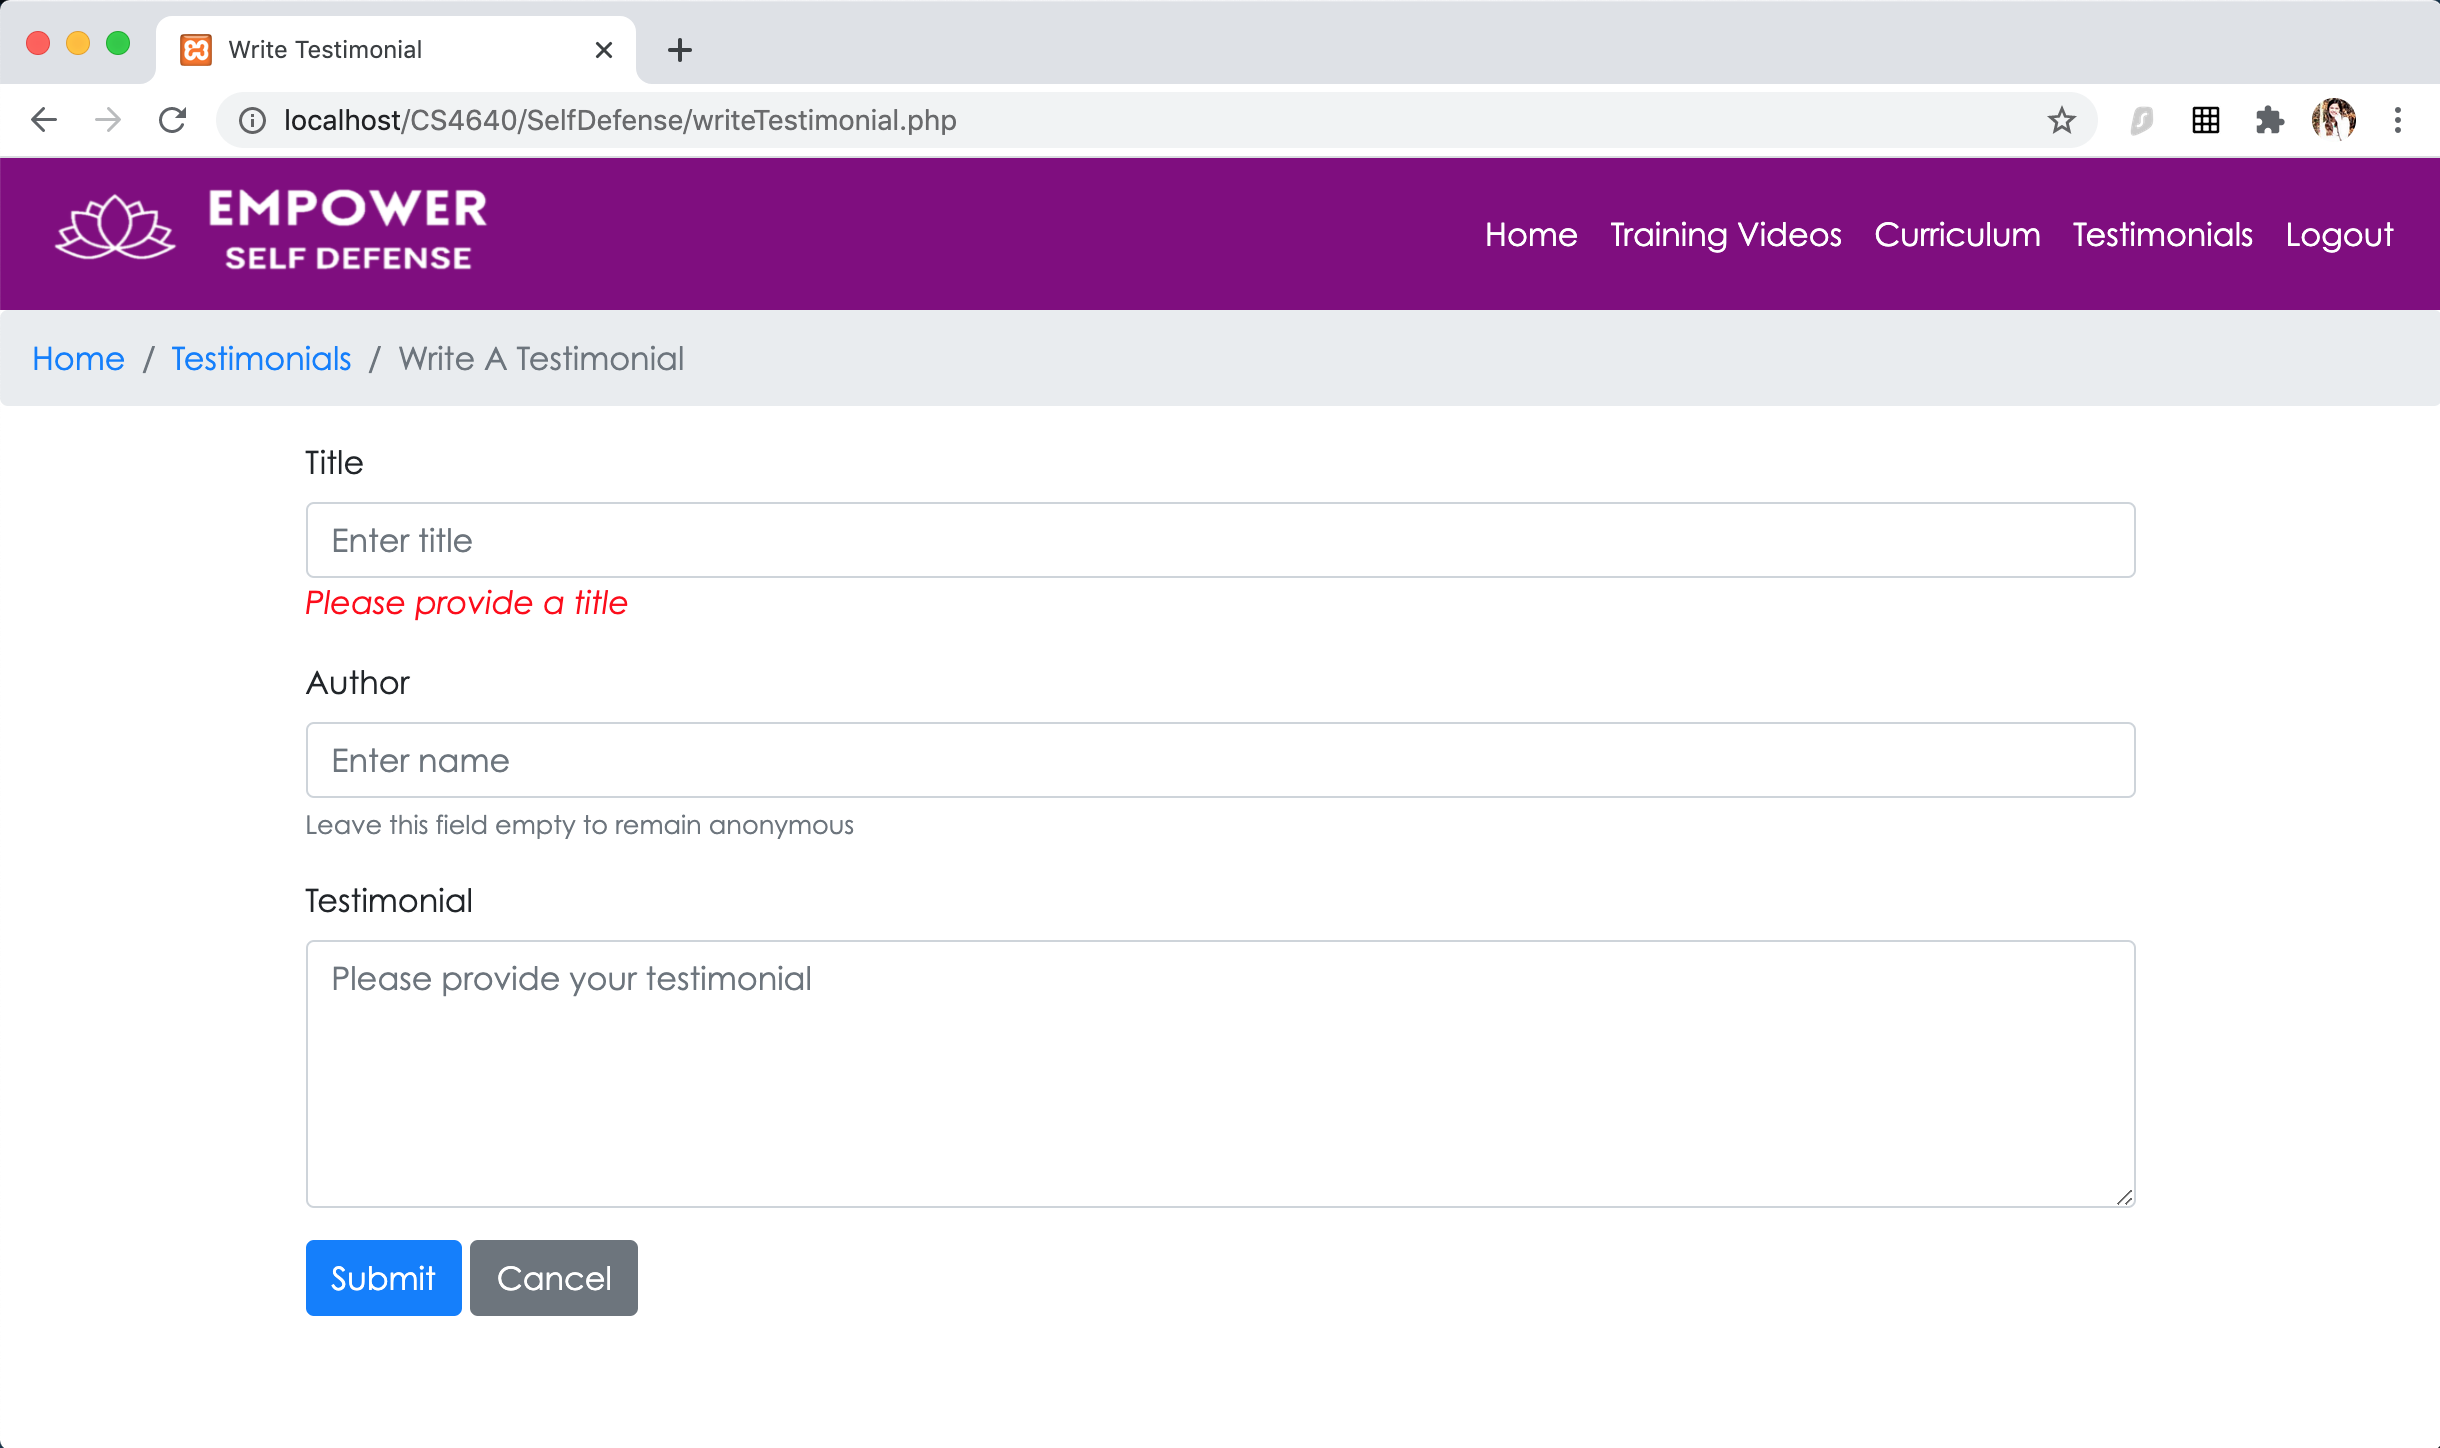 Write Testimonial
localhost/CS4640/SelfDefense/writeTestimonial.php
EMPOWER
SELF DEFENSE
Home Training Videos Curriculum Testimonials Logout
Home / Testimonials / Write A Testimonial
Title
Enter title
Please provide a title
Author
Enter name
Leave this field empty to remain anonymous
Testimonial
Please provide your testimonial
Submit Cancel